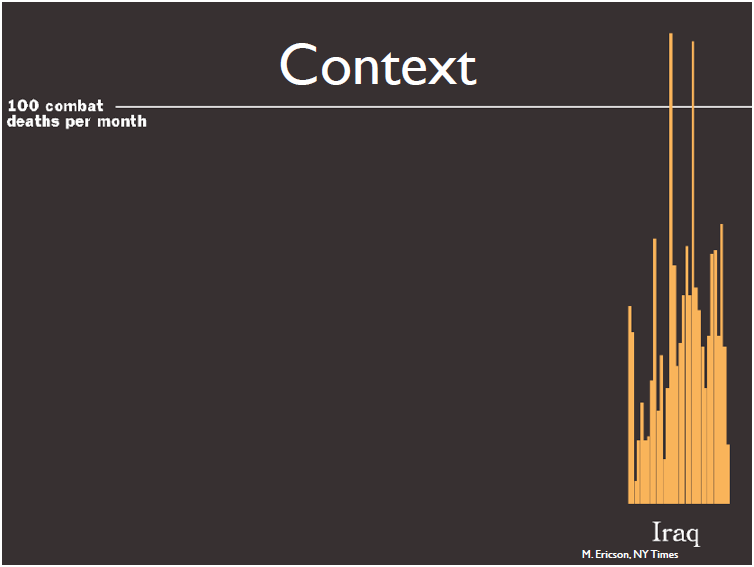 Context
100 combat
deaths per month
Iraq
M. Ericson, NY Times